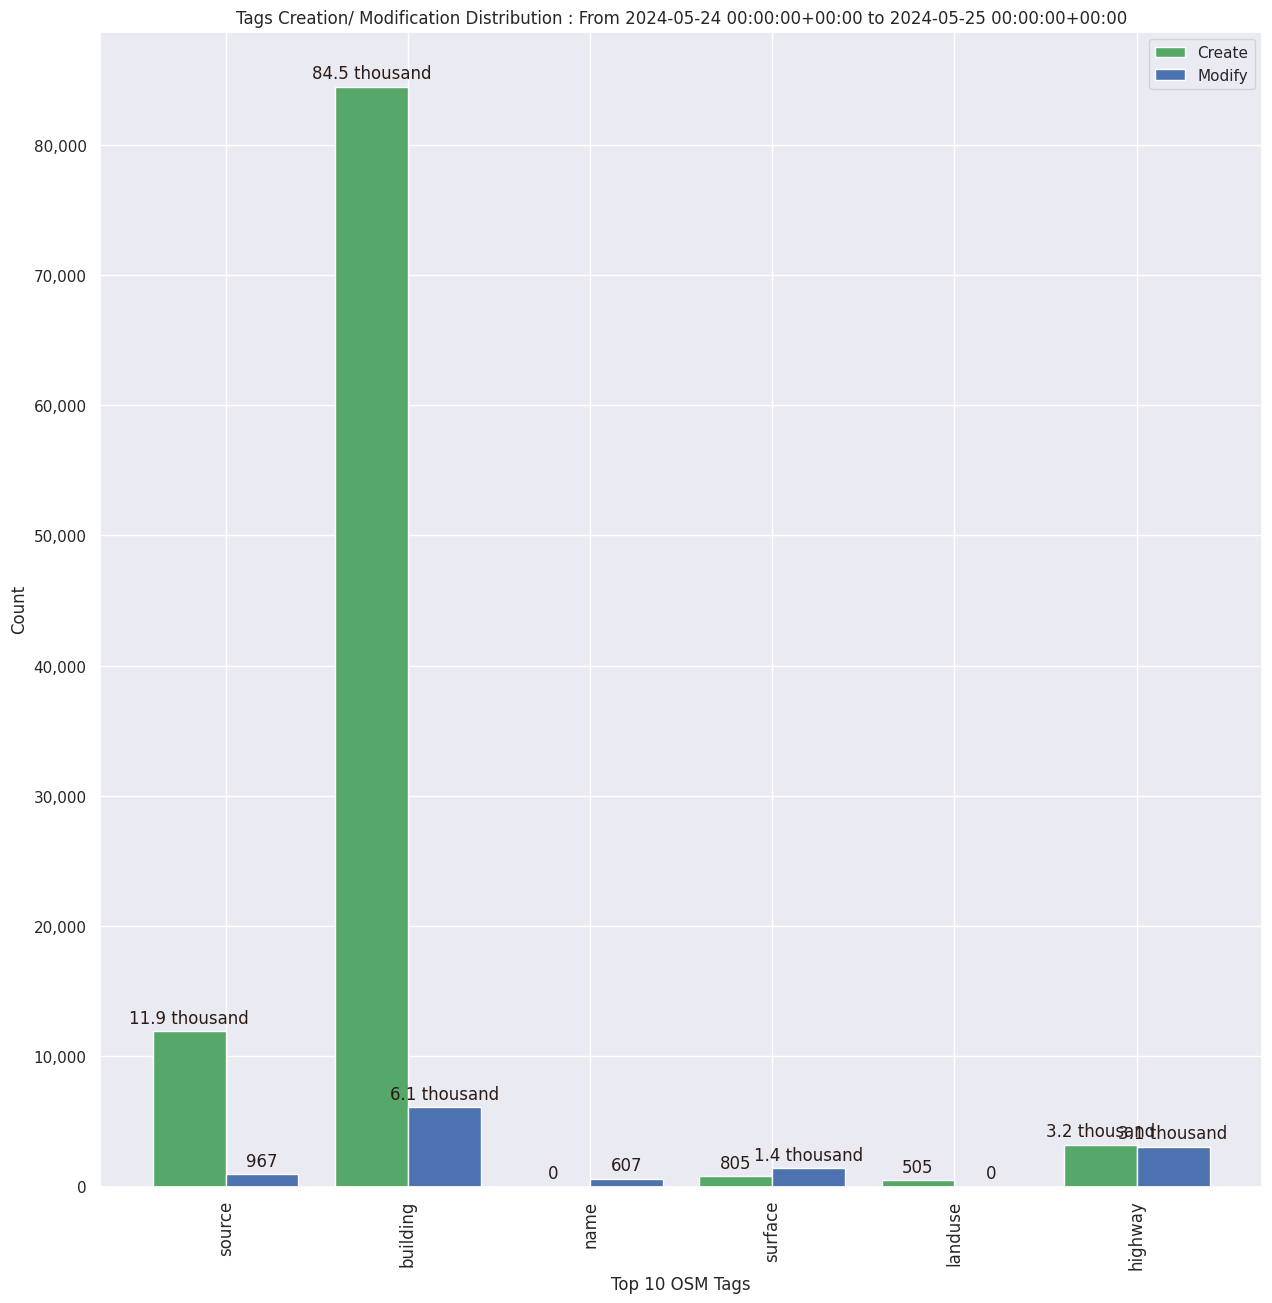 Tags Creation/ Modification Distribution : From 2024-05-24 00:00:00+00:00 to 2024-05-25 00:00:00+00:00
Create
Modify
84.5 thousand
80,000
70,000
60,000
50,000
40,000
30,000
20,000
10,000
0
Count
11.9 thousand
967
6.1 thousand
0
607
805
1.4 thousand
505
0
3.2 thousand
3.1 thousand
source
building
name
surface
landuse
highway
Top 10 OSM Tags